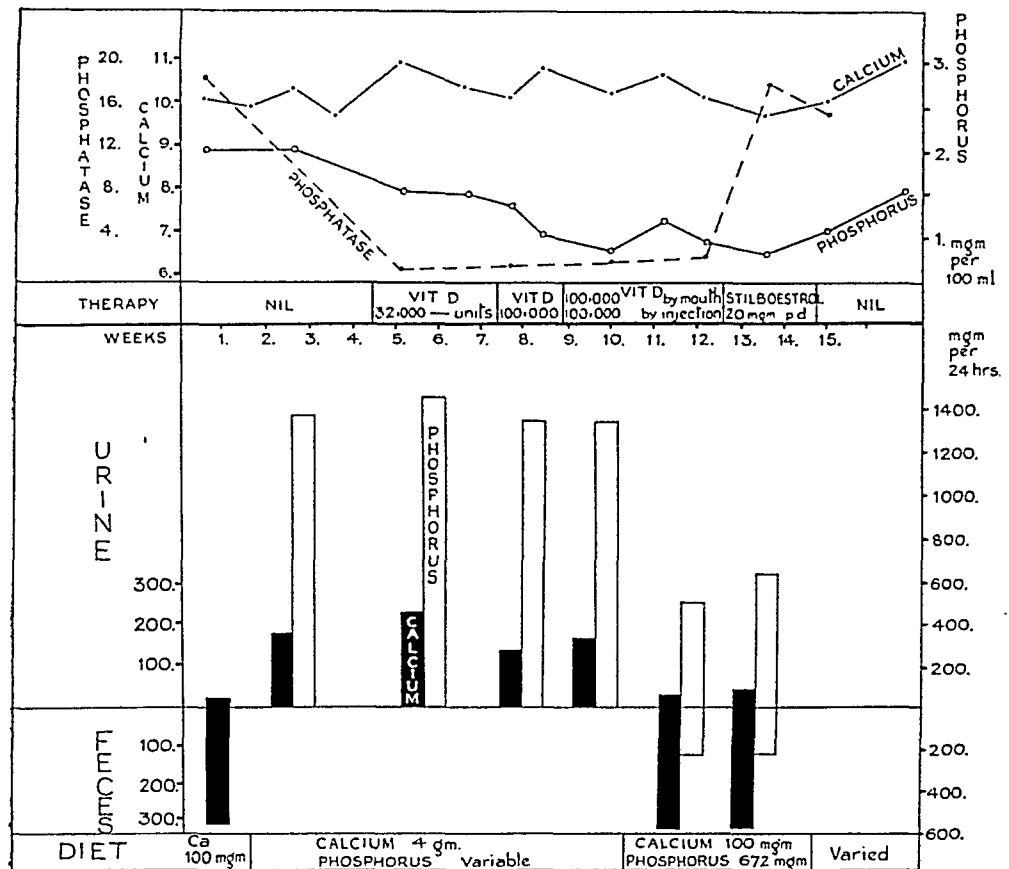 PHOSPHATASE
20.
16.
12.
8.
4.
CALCIUM
11.
10.
9.
8.
7.
6.
CALCIUM
PHOSPHATASE
PHOSPHORUS
PHOSPHORUS
3.
2.
1. mgm
per
100 ml
THERAPY NIL VIT D 32,000 — units VIT D 100,000 100,000 VIT D by mouth 100,000 by injection STILBOESTROL 20 mgm p d NIL
WEEKS 1. 2. 3. 4. 5. 6. 7. 8. 9. 10. 11. 12. 13. 14. 15.
mgm
per
24 hrs.
URINE
300.
200.
100.
CALCIUM
PHOSPHORUS
1400.
1200.
1000.
800.
600.
400.
200.
0.
FECES
100.
200.
300.
200.
400.
600.
DIET Ca 100 mgm CALCIUM 4 gm. PHOSPHORUS Variable CALCIUM 100 mgm PHOSPHORUS 672 mgm Varied